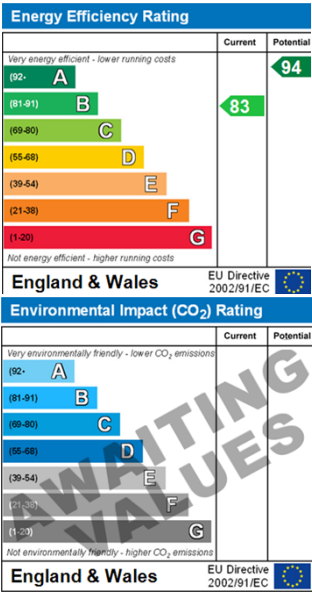 Energy Efficiency Rating
Current Potential
Very energy efficient - lower running costs
(92- A
(81-91) B
(69-80) C
(55-68) D
(39-54) E
(21-38) F
(1-20) G
83
94
Not energy efficient - higher running costs
England & Wales
EU Directive
2002/91/EC
Environmental Impact (CO2) Rating
Current Potential
Very environmentally friendly - lower CO2 emissions
(92- A
(81-91) B
(69-80) C
(55-68) D
(39-54) E
(21-38) F
(1-20) G
AWAITING
VALUES
Not environmentally friendly - higher CO2 emissions
England & Wales
EU Directive
2002/91/EC